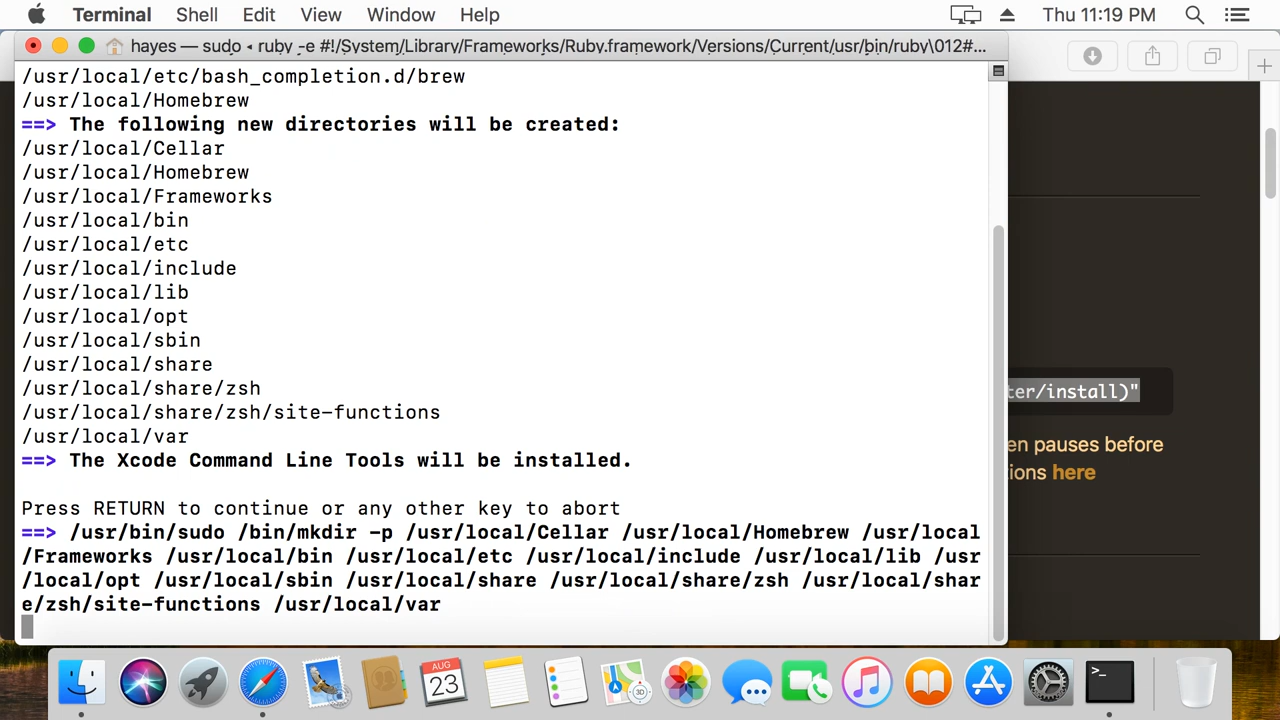 Terminal Shell Edit View Window Help Thu 11:19 PM
hayes — sudo ◂ ruby -e #!/System/Library/Frameworks/Ruby.framework/Versions/Current/usr/bin/ruby\012#...
/usr/local/etc/bash_completion.d/brew
/usr/local/Homebrew
==> The following new directories will be created:
/usr/local/Cellar
/usr/local/Homebrew
/usr/local/Frameworks
/usr/local/bin
/usr/local/etc
/usr/local/include
/usr/local/lib
/usr/local/opt
/usr/local/sbin
/usr/local/share
/usr/local/share/zsh
/usr/local/share/zsh/site-functions
/usr/local/var
==> The Xcode Command Line Tools will be installed.
Press RETURN to continue or any other key to abort
==> /usr/bin/sudo /bin/mkdir -p /usr/local/Cellar /usr/local/Homebrew /usr/local
/Frameworks /usr/local/bin /usr/local/etc /usr/local/include /usr/local/lib /usr
/local/opt /usr/local/sbin /usr/local/share /usr/local/share/zsh /usr/local/shar
e/zsh/site-functions /usr/local/var
ter/install)"
en pauses before
ions here
AUG
23
3D
>_